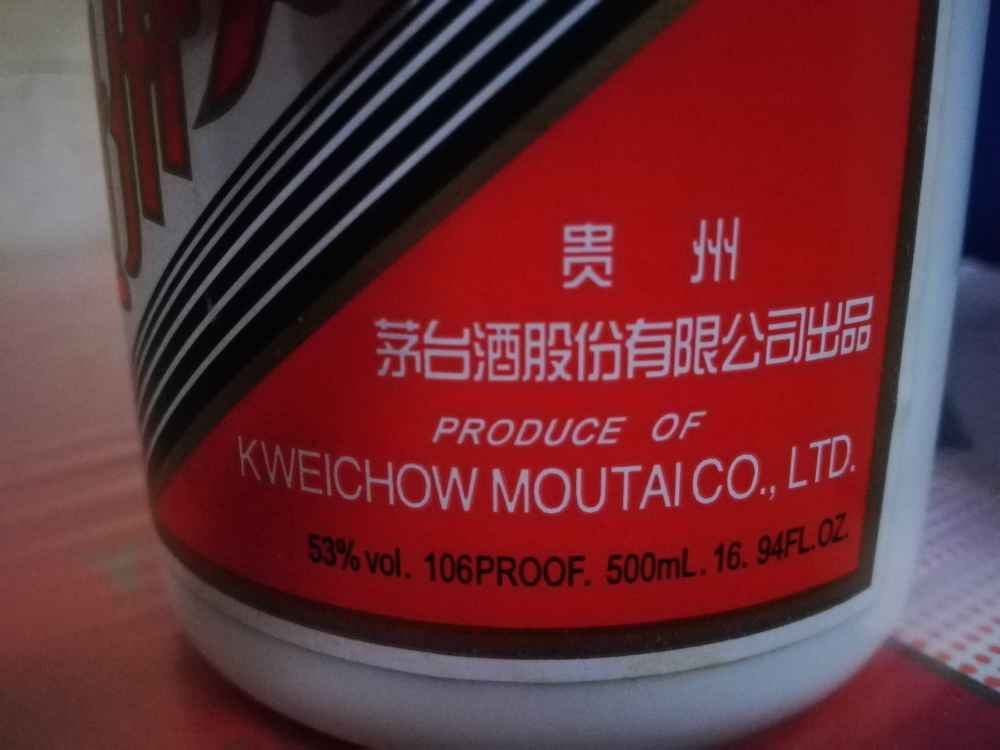 贵 州
茅台酒股份有限公司出品
PRODUCE OF
KWEICHOW MOUTAI CO., LTD.
53% vol. 106PROOF. 500mL. 16. 94FL.OZ.